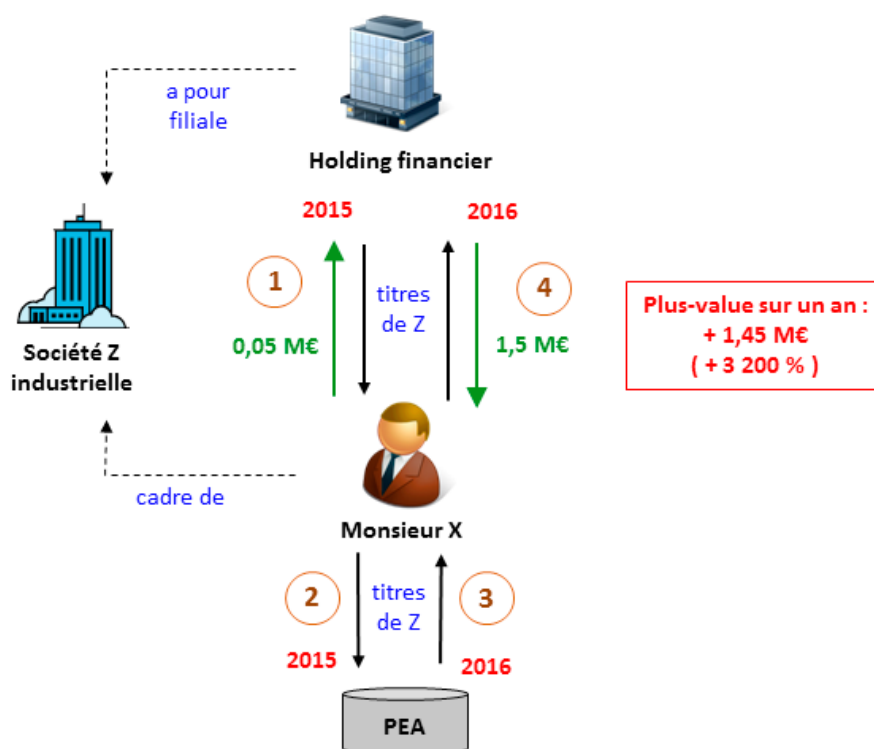 a pour
filiale
Holding financier
2015
2016
1
titres
de Z
4
0,05 M€
1,5 M€
Plus-value sur un an :
+ 1,45 M€
( + 3 200 % )
Société Z
industrielle
cadre de
Monsieur X
2
titres
de Z
3
2015
2016
PEA